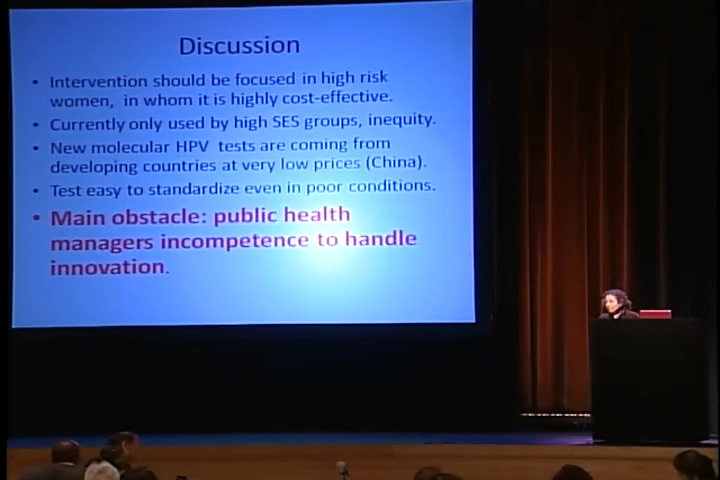 Discussion
• Intervention should be focused in high risk
women, in whom it is highly cost-effective.
• Currently only used by high SES groups, inequity.
• New molecular HPV tests are coming from
developing countries at very low prices (China).
• Test easy to standardize even in poor conditions.
• Main obstacle: public health
managers incompetence to handle
innovation.